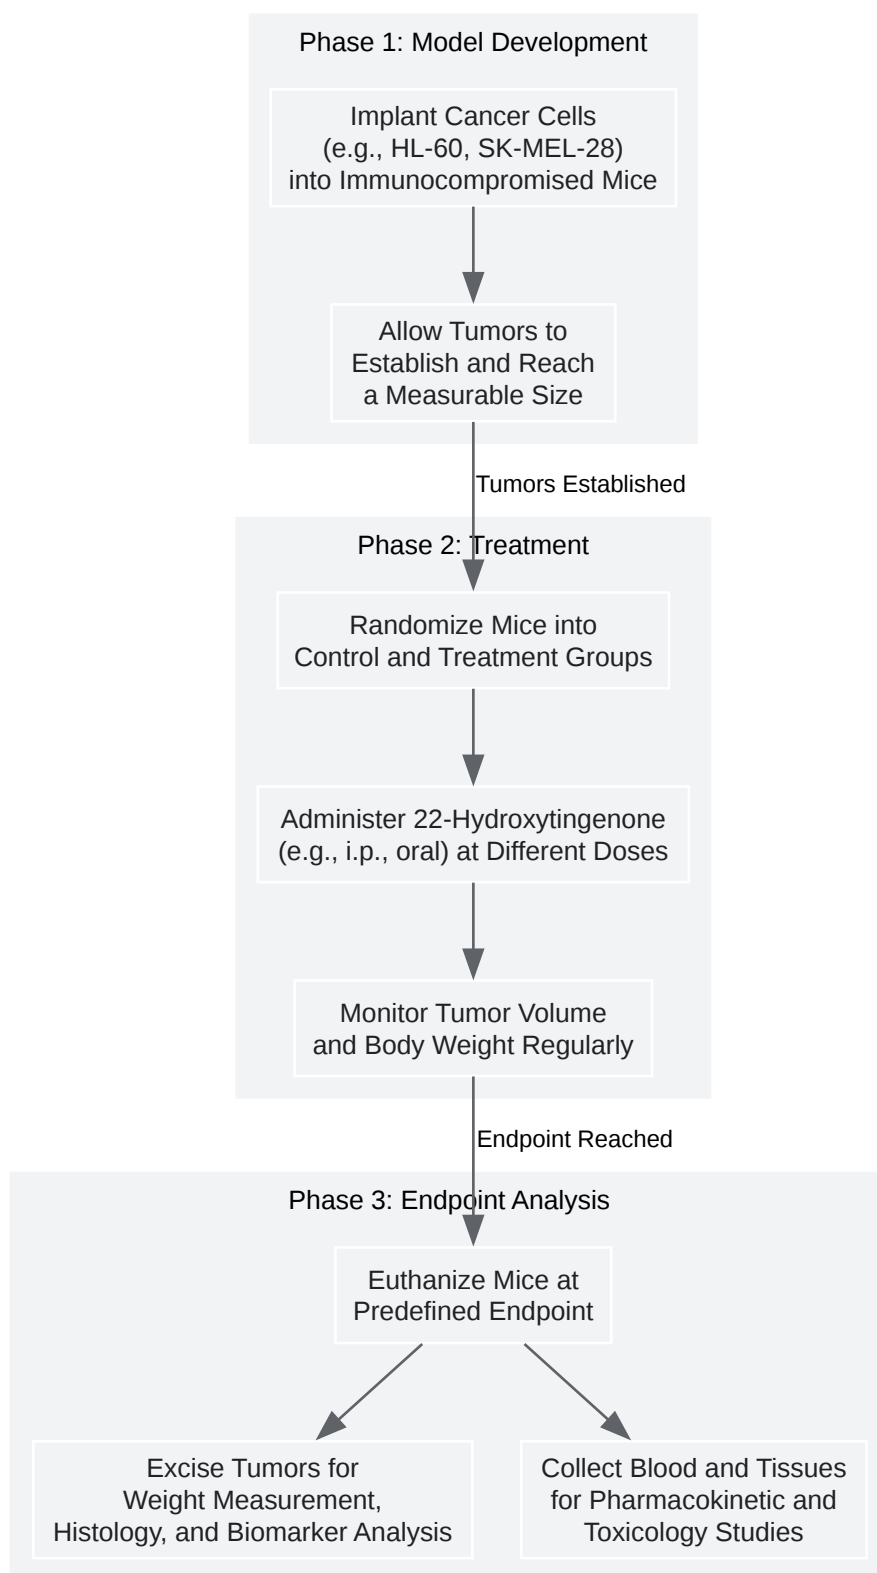 Phase 1: Model Development
Implant Cancer Cells
(e.g., HL-60, SK-MEL-28)
into Immunocompromised Mice
Allow Tumors to
Establish and Reach
a Measurable Size
Tumors Established
Phase 2: Treatment
Randomize Mice into
Control and Treatment Groups
Administer 22-Hydroxytingenone
(e.g., i.p., oral) at Different Doses
Monitor Tumor Volume
and Body Weight Regularly
Endpoint Reached
Phase 3: Endpoint Analysis
Euthanize Mice at
Predefined Endpoint
Excise Tumors for
Weight Measurement,
Histology, and Biomarker Analysis
Collect Blood and Tissues
for Pharmacokinetic and
Toxicology Studies